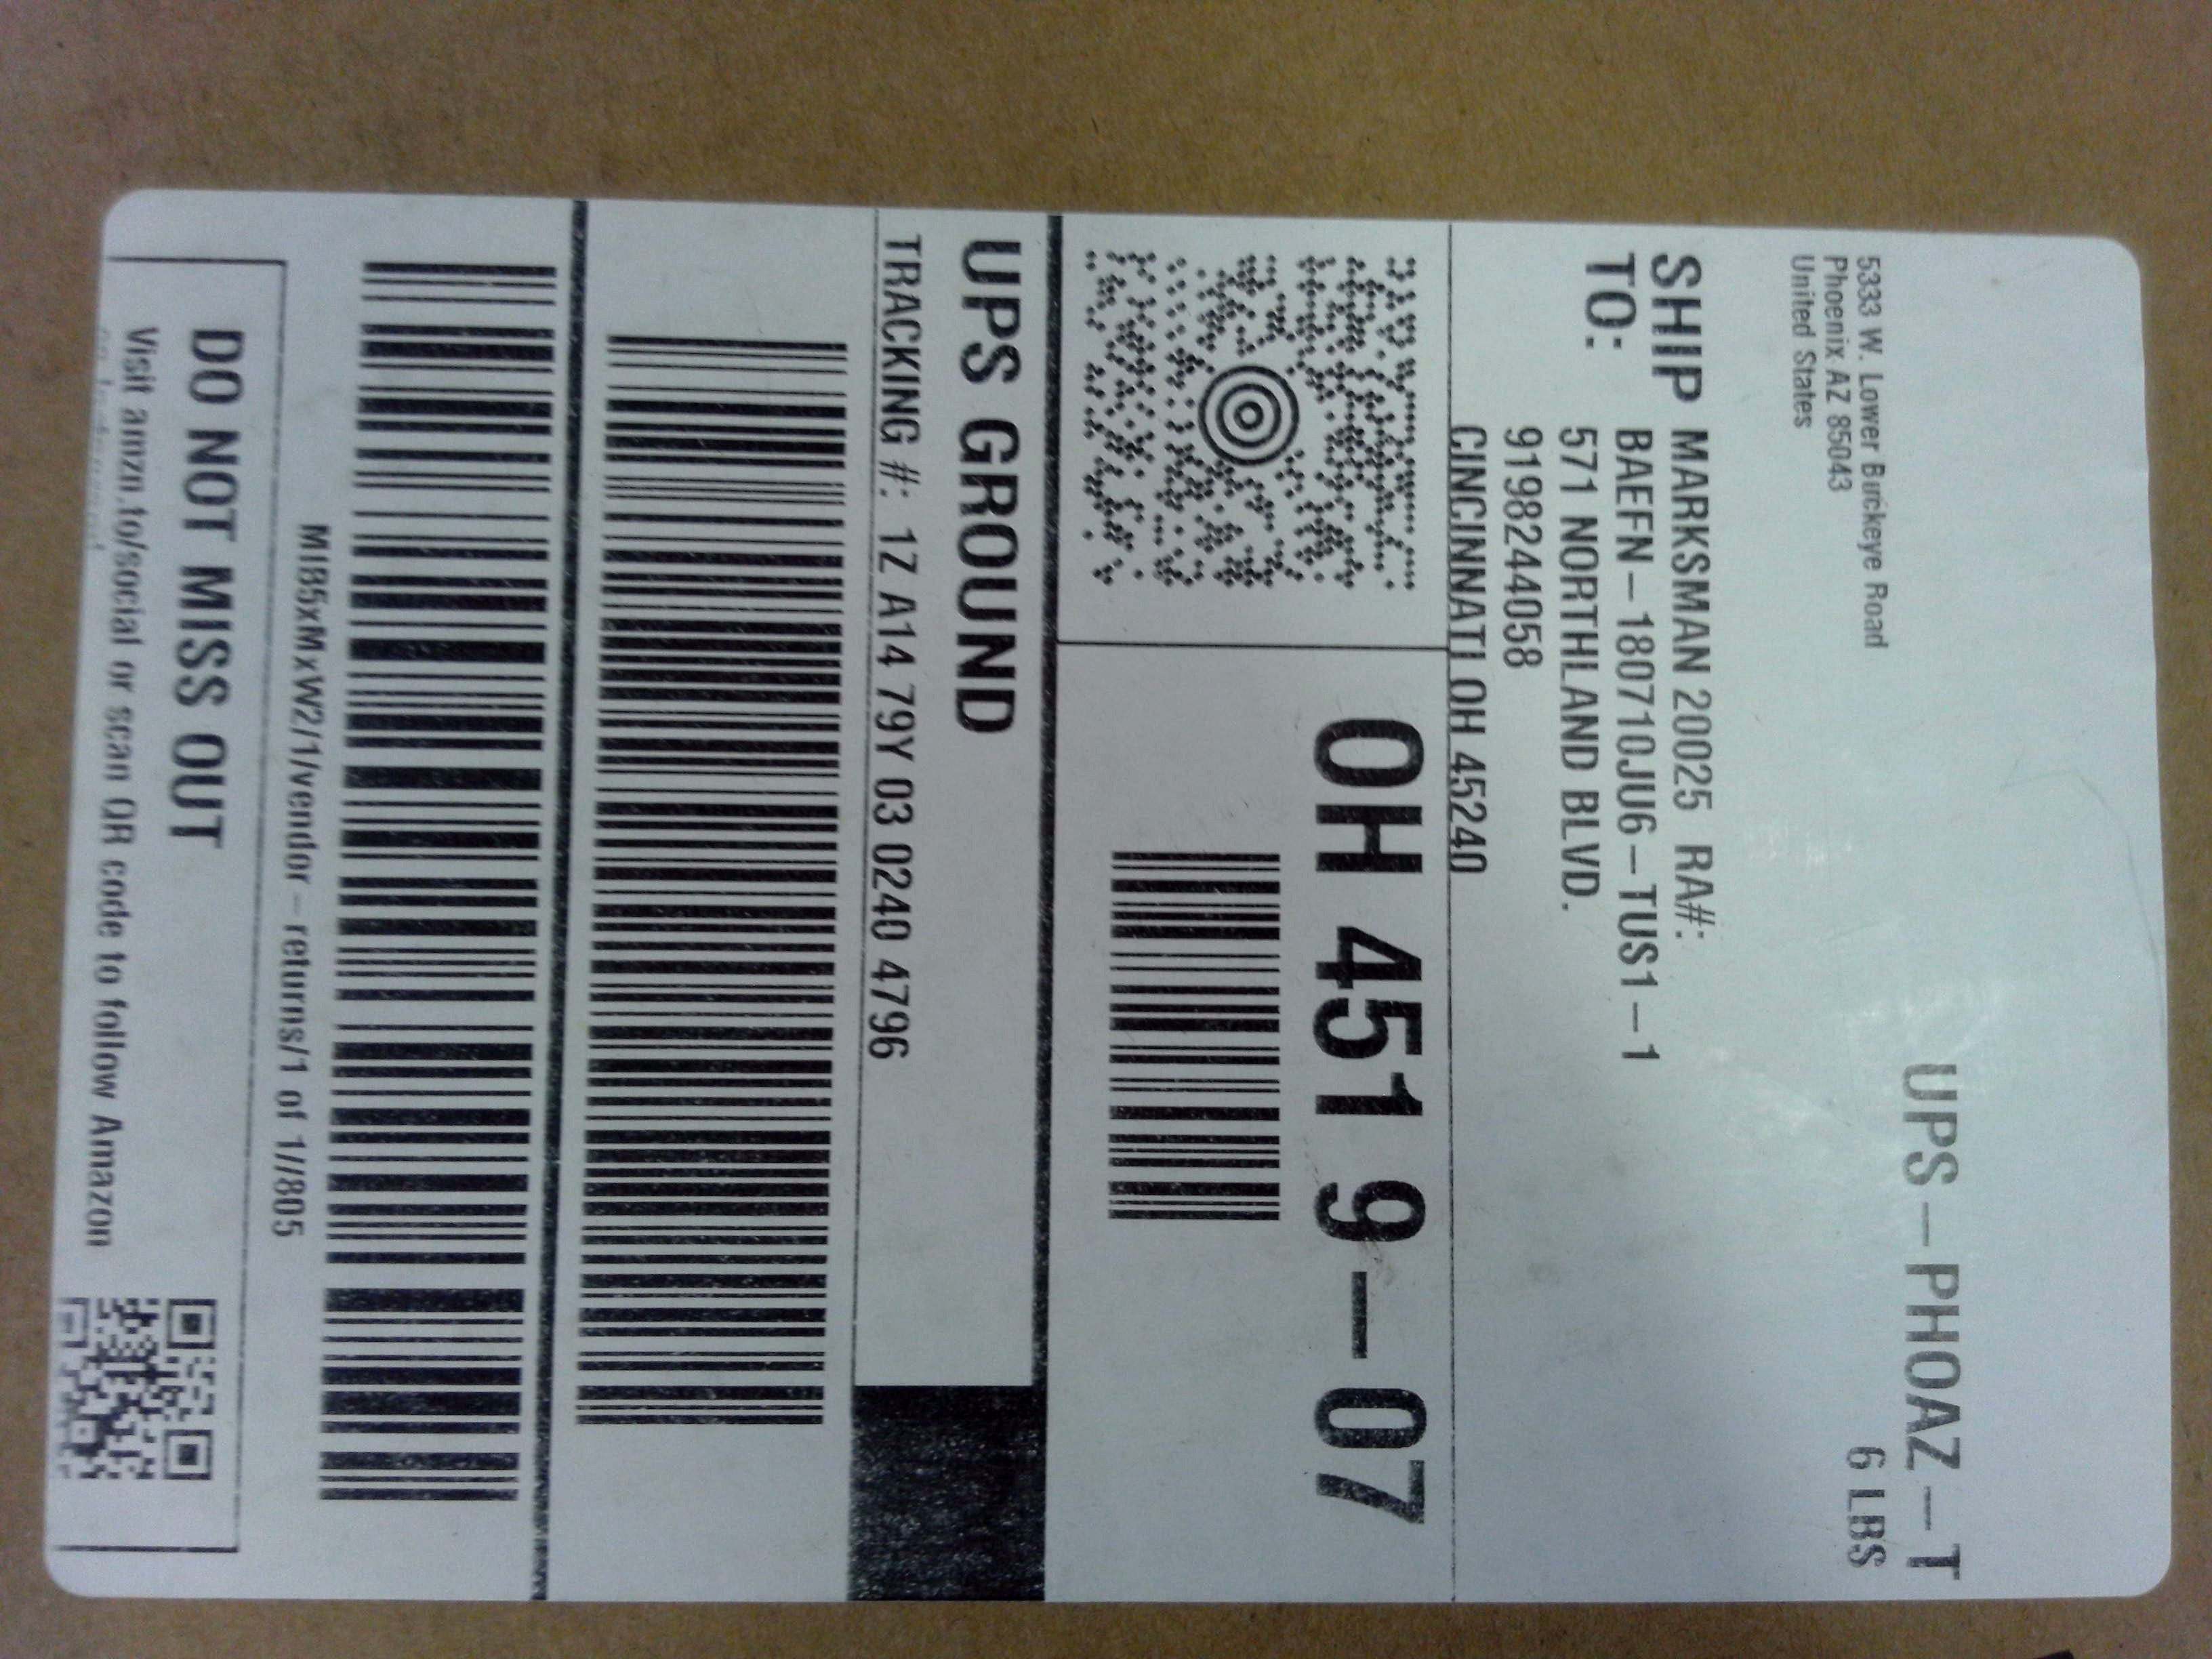 UPS-PHOAZ-T
6 LBS
5333 W. Lower Buckeye Road
Phoenix AZ 85043
United States
SHIP TO:
MARKSMAN 20025 RA#:
BAEFN-180710JU6-TUS1-1
571 NORTHLAND BLVD.
9198244058
CINCINNATI OH 45240
OH 451 9-07
UPS GROUND
TRACKING #: 1Z A14 79Y 03 0240 4796
MIB5xMxW2/1/vendor-returns/1 of 1//805
DO NOT MISS OUT
Visit amzn.to/social or scan QR code to follow Amazon